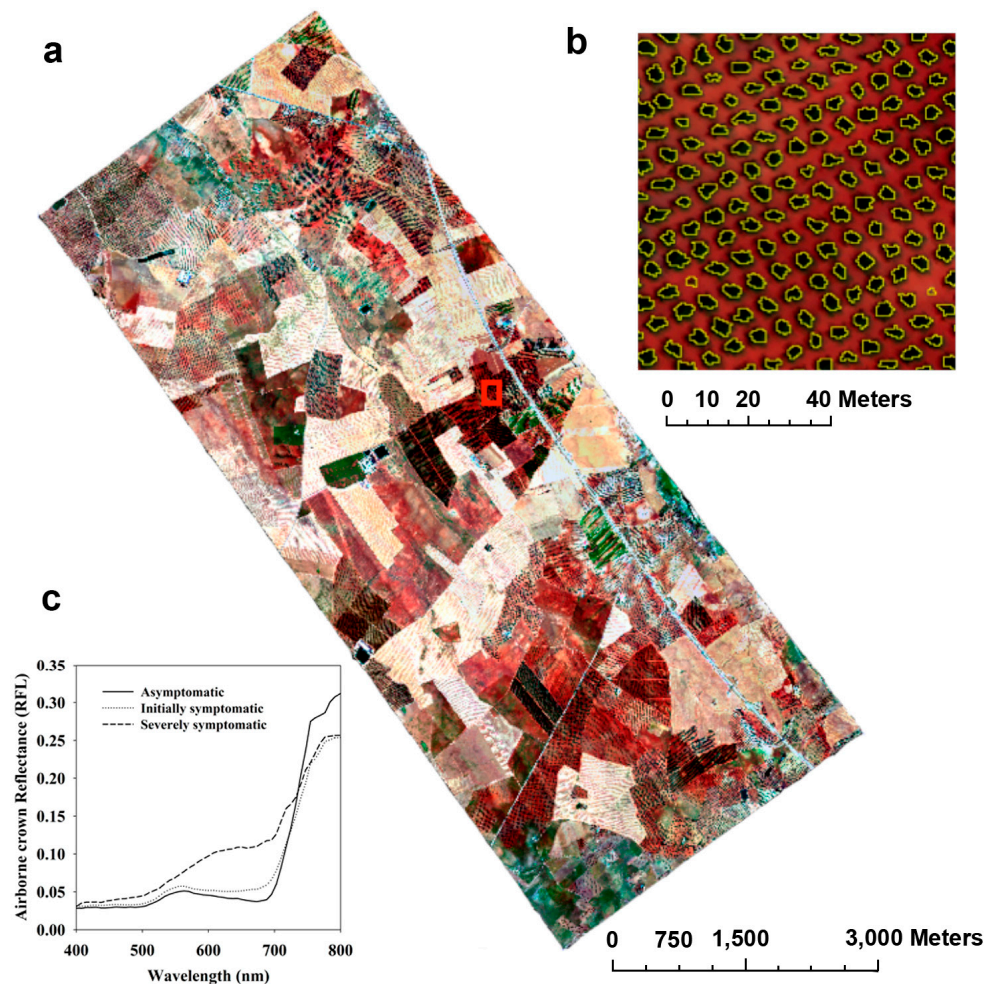 a
b
0 10 20 40 Meters
c
0.35
0.30
0.25
0.20
0.15
0.10
0.05
0.00
Airborne crown Reflectance (RFL)
Asymptomatic
Initially symptomatic
Severely symptomatic
400 500 600 700 800
Wavelength (nm)
0 750 1,500 3,000 Meters